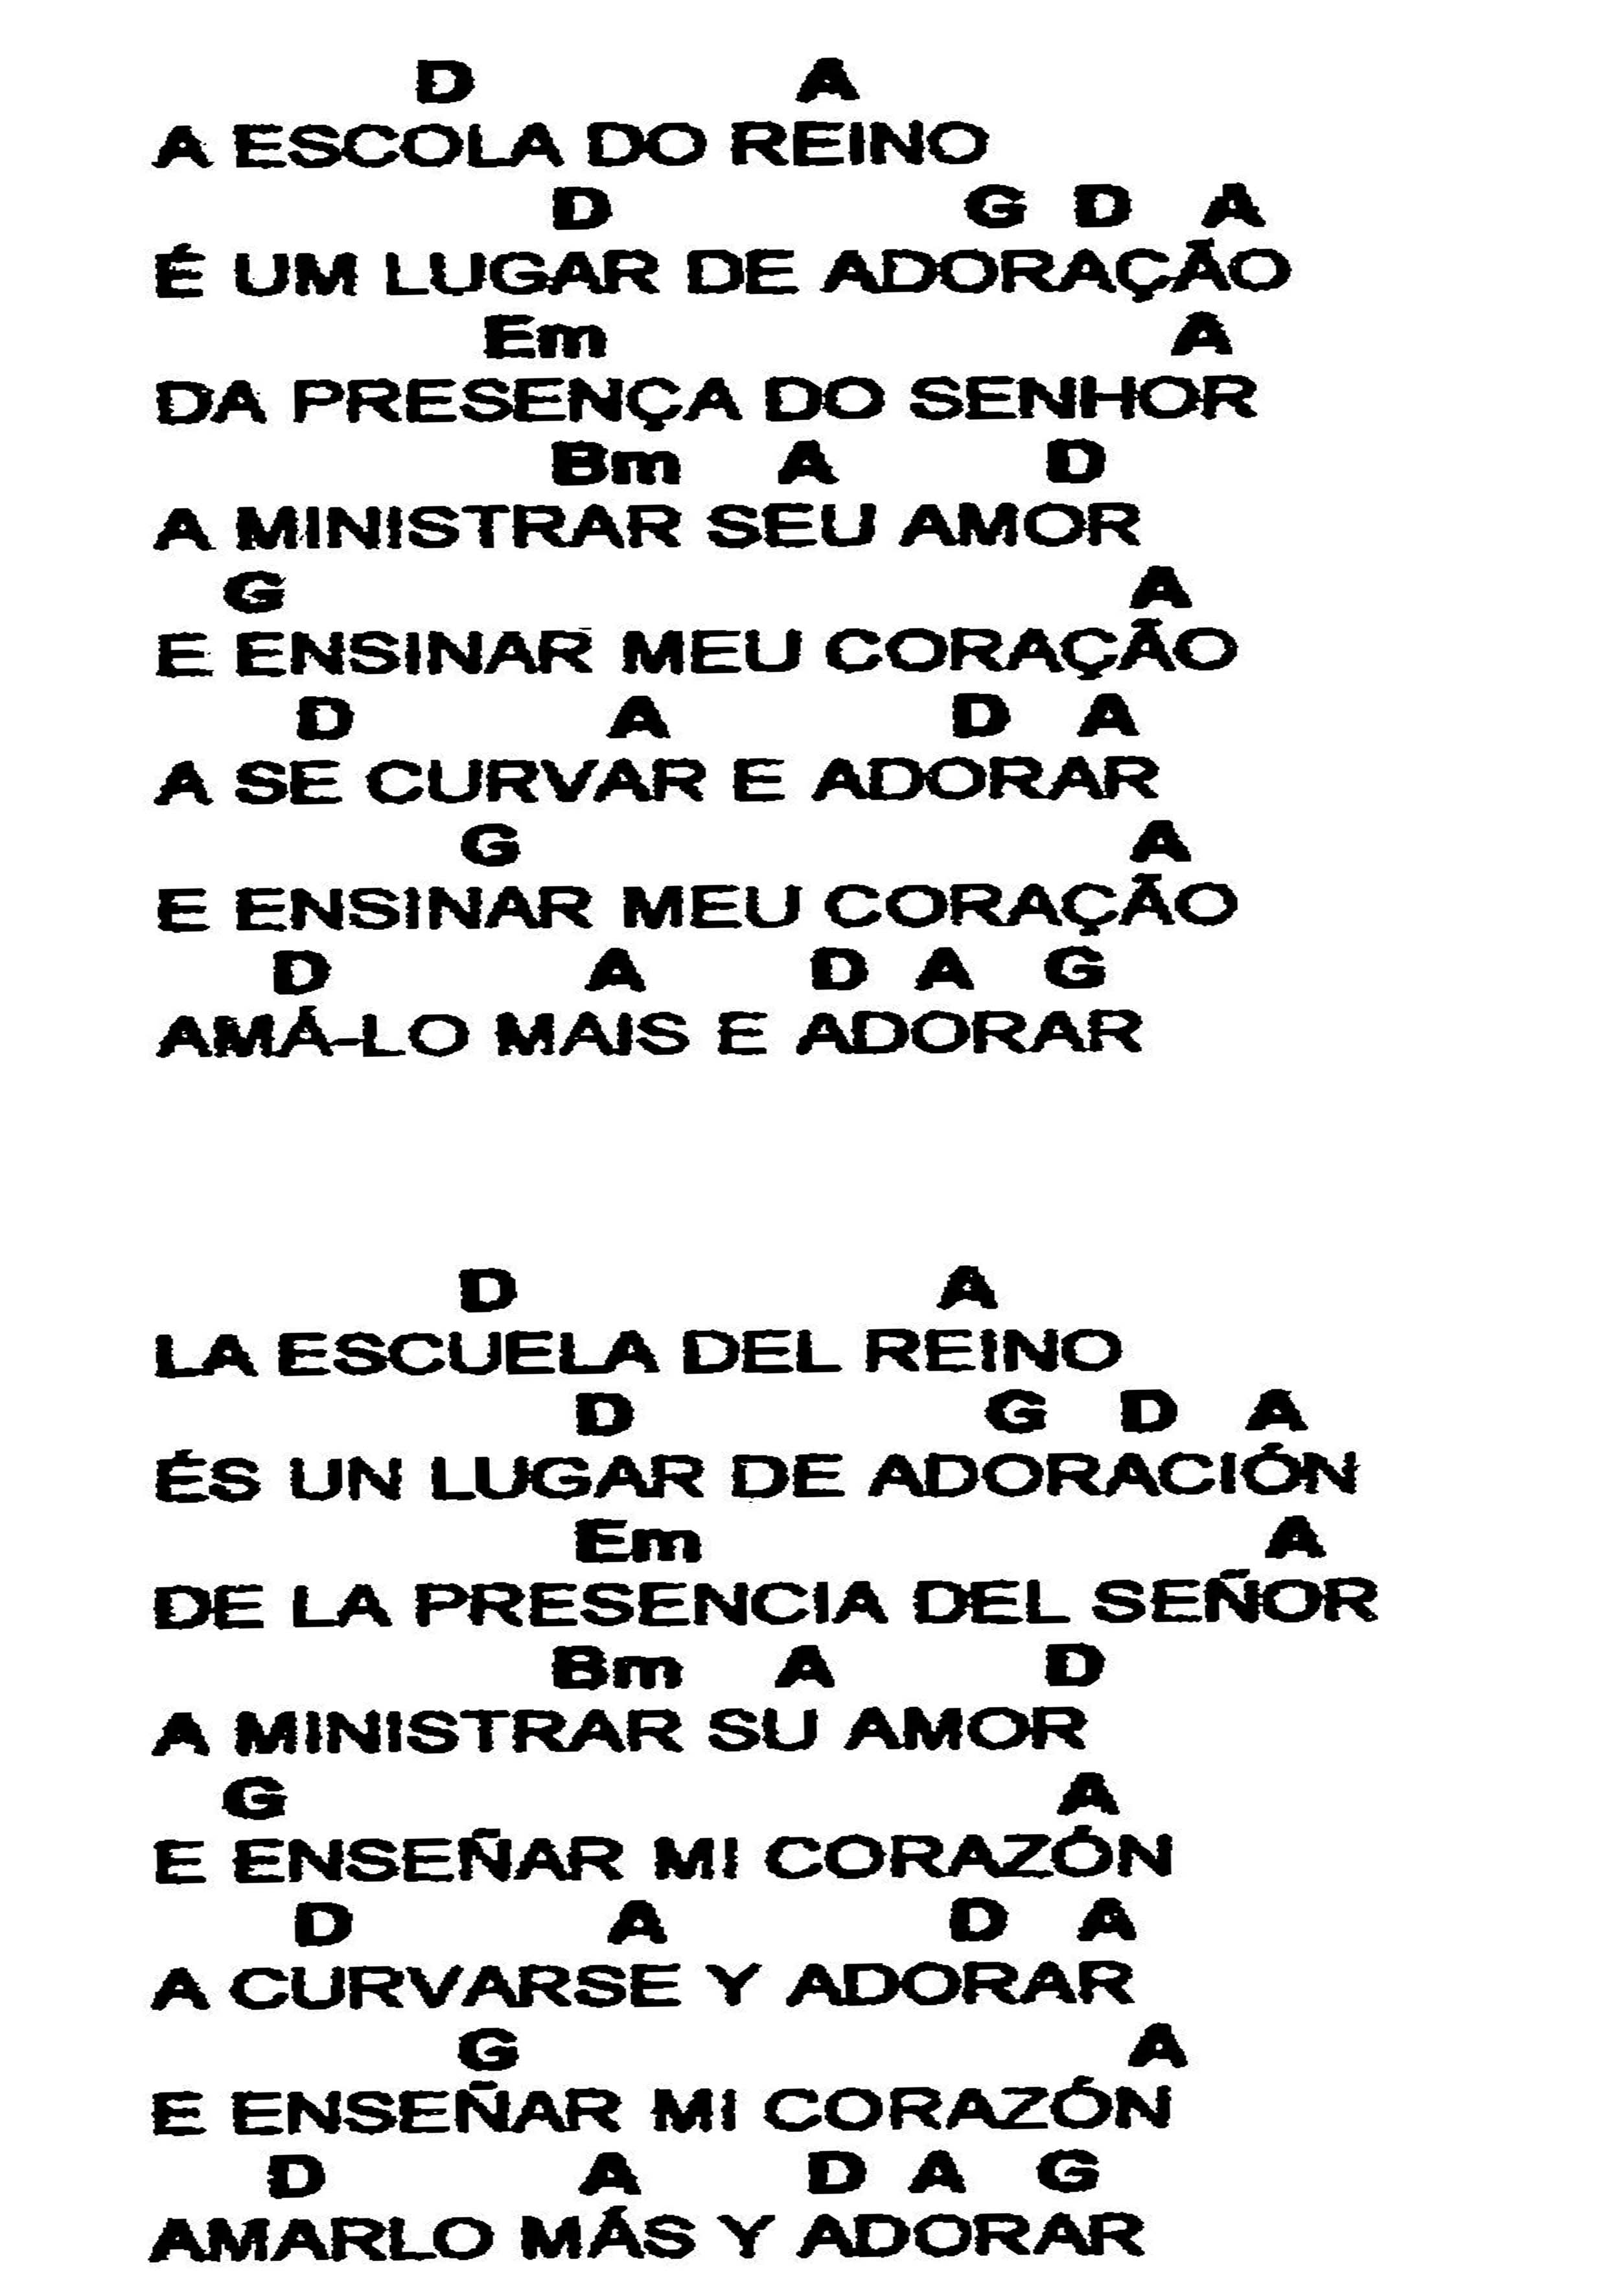 D A
A ESCOLA DO REINO
D G D A
É UM LUGAR DE ADORAÇÃO
Em A
DA PRESENÇA DO SENHOR
Bm A D
A MINISTRAR SEU AMOR
G A
E ENSINAR MEU CORAÇÃO
D A D A
A SE CURVAR E ADORAR
G A
E ENSINAR MEU CORAÇÃO
D A D A G
AMÁ-LO MAIS E ADORAR
D A
LA ESCUELA DEL REINO
D G D A
ÉS UN LUGAR DE ADORACIÓN
Em A
DE LA PRESENCIA DEL SEÑOR
Bm A D
A MINISTRAR SU AMOR
G A
E ENSEÑAR MI CORAZÓN
D A D A
A CURVARSE Y ADORAR
G A
E ENSEÑAR MI CORAZÓN
D A D A G
AMARLO MÁS Y ADORAR